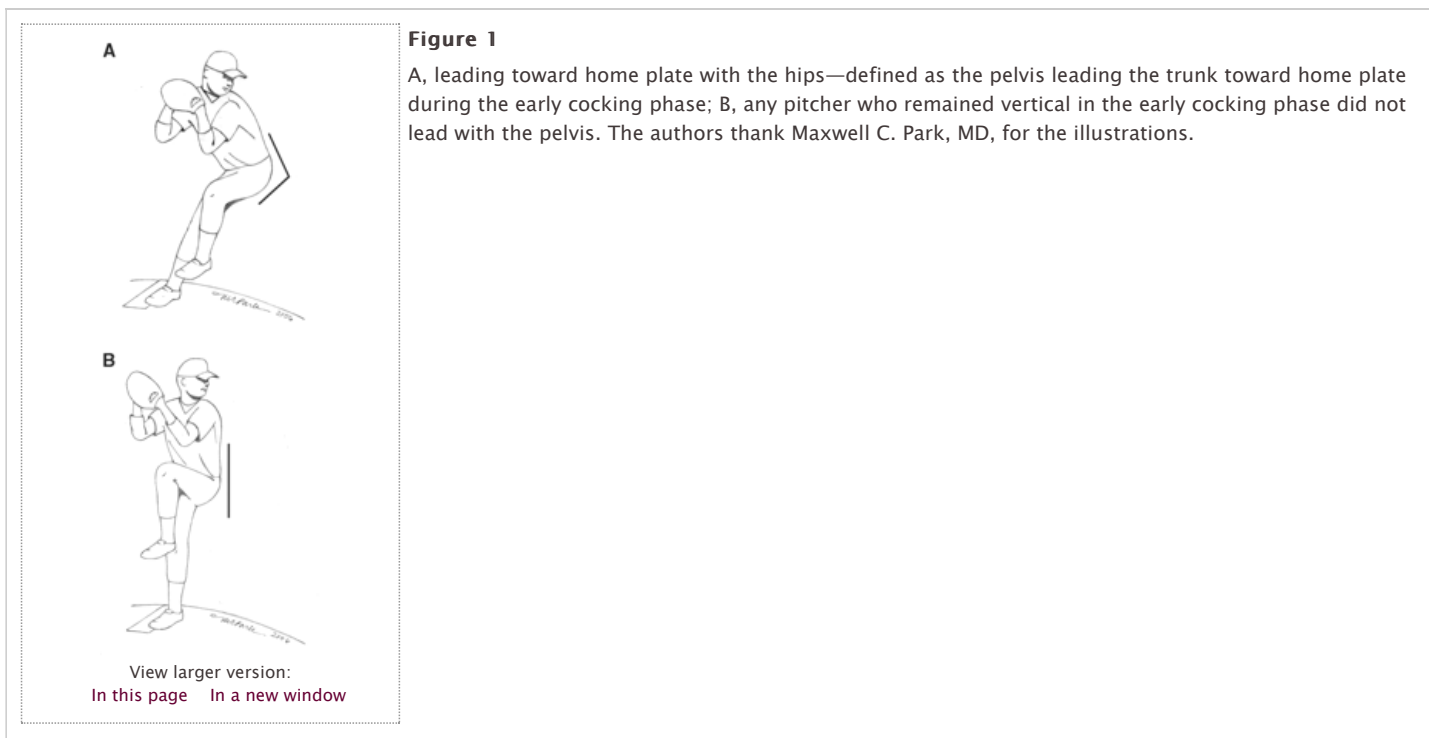 A
B
View larger version:
In this page In a new window
Figure 1
A, leading toward home plate with the hips—defined as the pelvis leading the trunk toward home plate
during the early cocking phase; B, any pitcher who remained vertical in the early cocking phase did not
lead with the pelvis. The authors thank Maxwell C. Park, MD, for the illustrations.